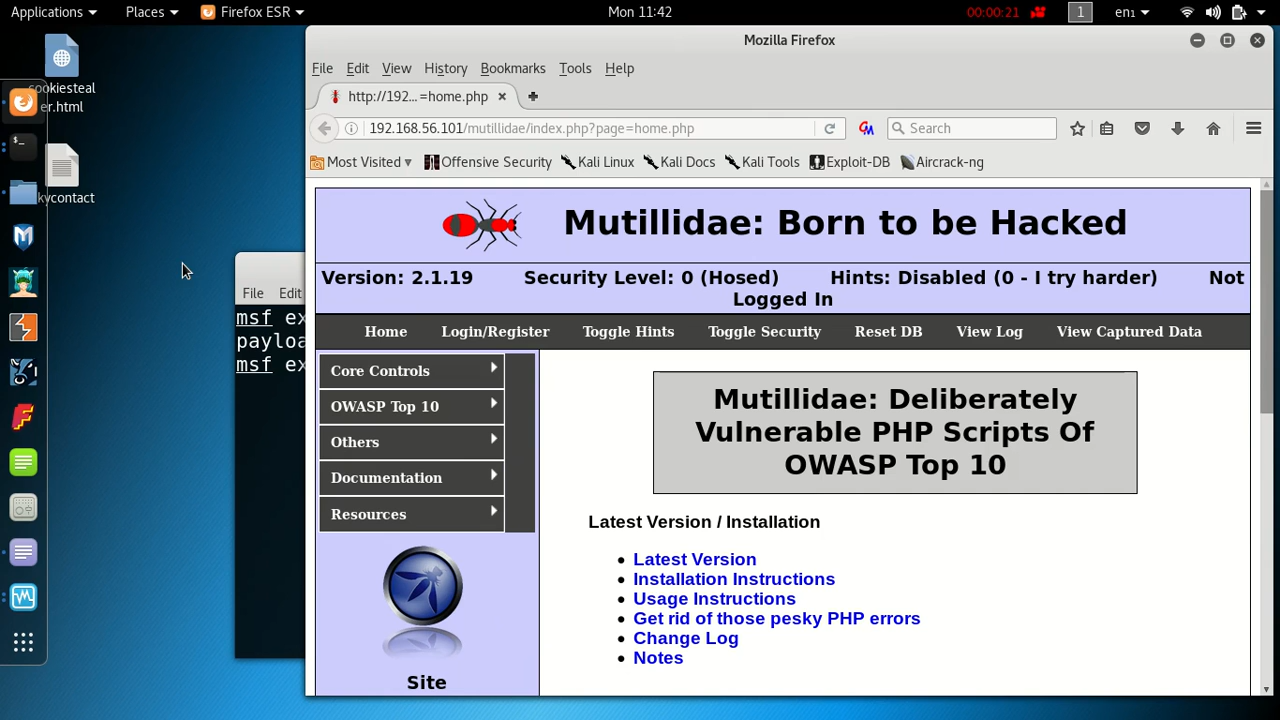 Applications Places Firefox ESR Mon 11:42 00:00:21 1 en₁
cookiesteal
er.html
kycontact
File Edit
msf ex
payloa
msf ex
Mozilla Firefox
File Edit View History Bookmarks Tools Help
http://192...=home.php
192.168.56.101/mutillidae/index.php?page=home.php Search
Most Visited Offensive Security Kali Linux Kali Docs Kali Tools Exploit-DB Aircrack-ng
Mutillidae: Born to be Hacked
Version: 2.1.19 Security Level: 0 (Hosed) Hints: Disabled (0 - I try harder) Not
Logged In
Home Login/Register Toggle Hints Toggle Security Reset DB View Log View Captured Data
Core Controls
OWASP Top 10
Others
Documentation
Resources
Site
Mutillidae: Deliberately
Vulnerable PHP Scripts Of
OWASP Top 10
Latest Version / Installation
Latest Version
Installation Instructions
Usage Instructions
Get rid of those pesky PHP errors
Change Log
Notes